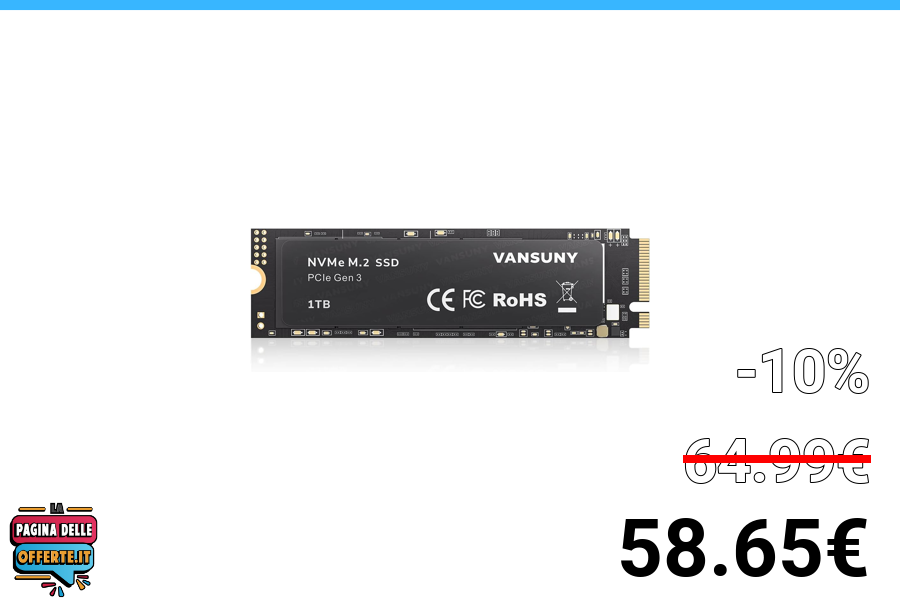 NVMe M.2 SSD
VANSUNY
PCIe Gen 3
1TB
CE FC RoHS
-10%
64.99€
58.65€
LA
PAGINA DELLE
OFFERTE.IT